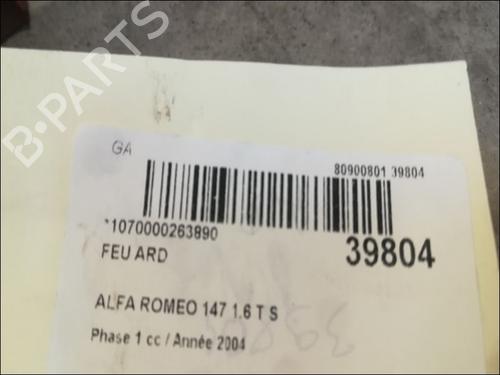 B-PARTS
GA
80900801 39804
*1070000263890
39804
FEU ARD
ALFA ROMEO 147 1.6 T S
Phase 1 cc / Année 2004